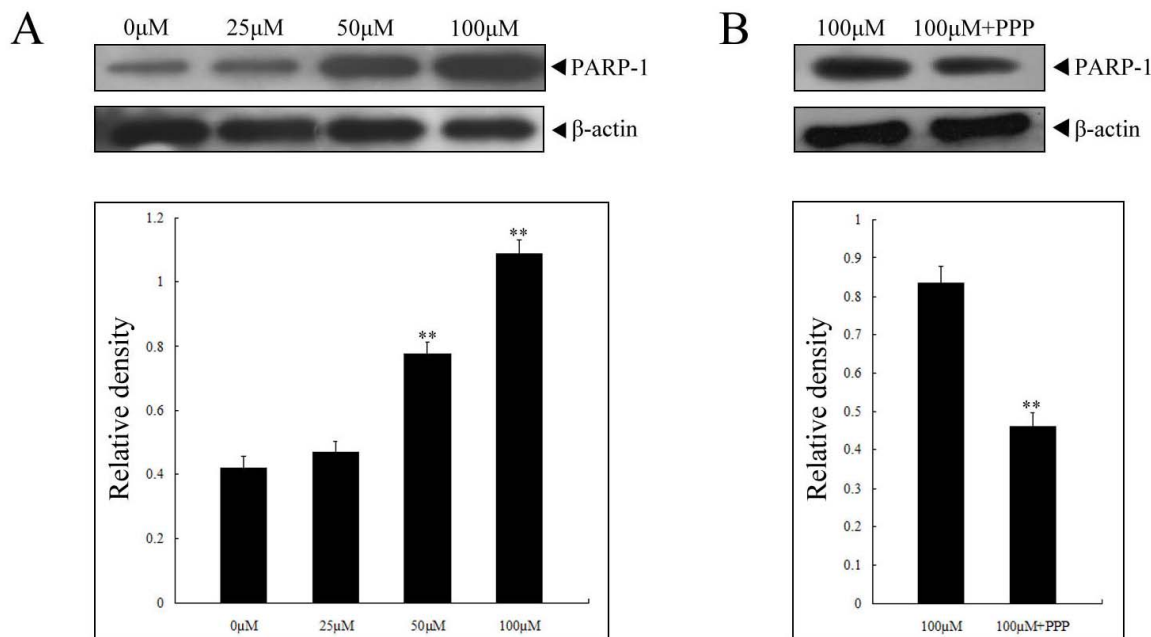 A
0μM 25μM 50μM 100μM
PARP-1
β-actin
Relative density
1.2
1
0.8
0.6
0.4
0.2
0
**
**
0μM 25μM 50μM 100μM
B
100μM 100μM+PPP
PARP-1
β-actin
Relative density
1
0.9
0.8
0.7
0.6
0.5
0.4
0.3
0.2
0.1
0
**
100μM 100μM+PPP